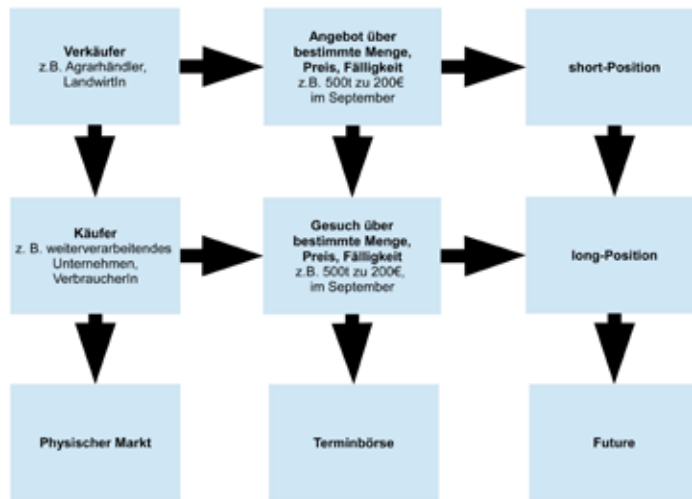 Verkäufer
z.B. Agrarhändler,
LandwirtIn
Angebot über
bestimmte Menge,
Preis, Fälligkeit
z.B. 500t zu 200€
im September
short-Position
Käufer
z. B. weiterverarbeitendes
Unternehmen,
VerbraucherIn
Gesuch über
bestimmte Menge,
Preis, Fälligkeit
z.B. 500t zu 200€,
im September
long-Position
Physischer Markt
Terminbörse
Future